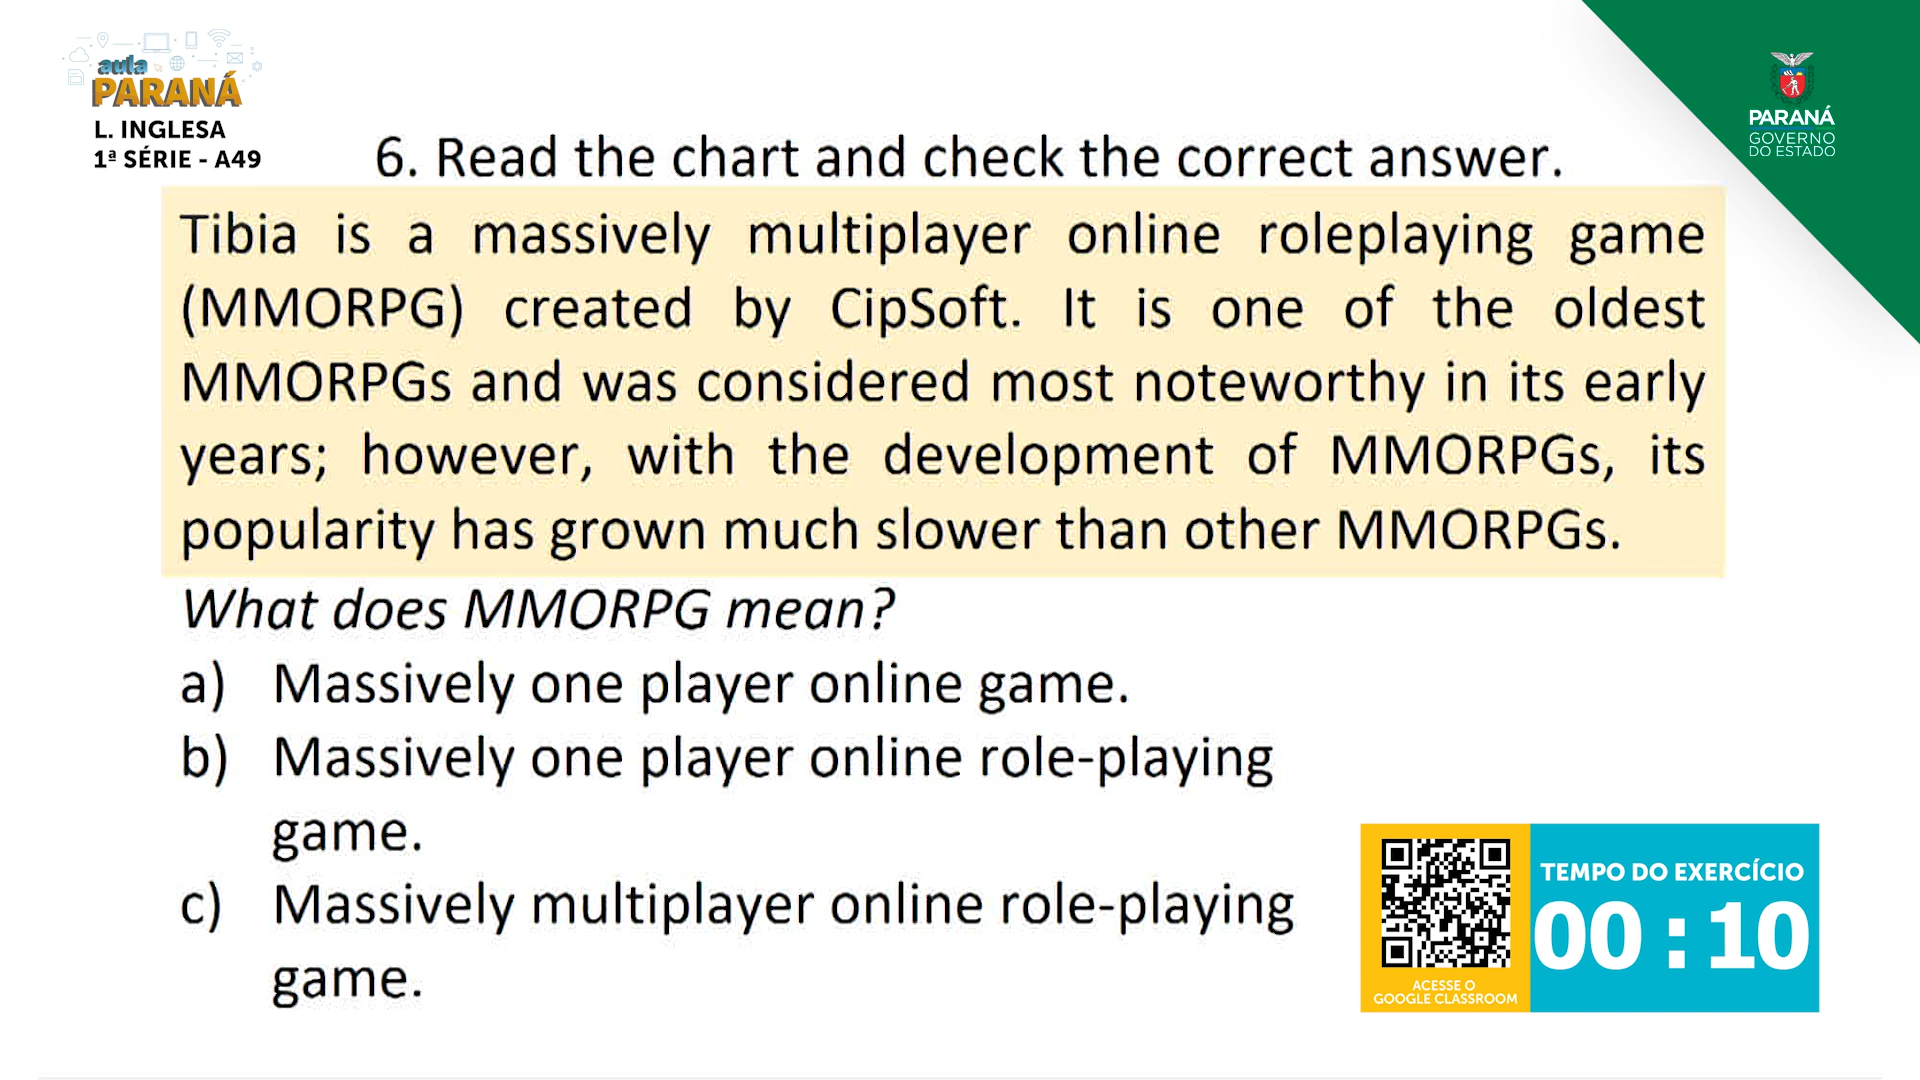 aula
PARANÁ
L. INGLESA
1ª SÉRIE - A49
PARANÁ
GOVERNO
DO ESTADO
6. Read the chart and check the correct answer.
Tibia is a massively multiplayer online roleplaying game
(MMORPG) created by CipSoft. It is one of the oldest
MMORPGs and was considered most noteworthy in its early
years; however, with the development of MMORPGs, its
popularity has grown much slower than other MMORPGs.
What does MMORPG mean?
a) Massively one player online game.
b) Massively one player online role-playing
game.
c) Massively multiplayer online role-playing
game.
TEMPO DO EXERCÍCIO
00 : 10
ACESSE O
GOOGLE CLASSROOM